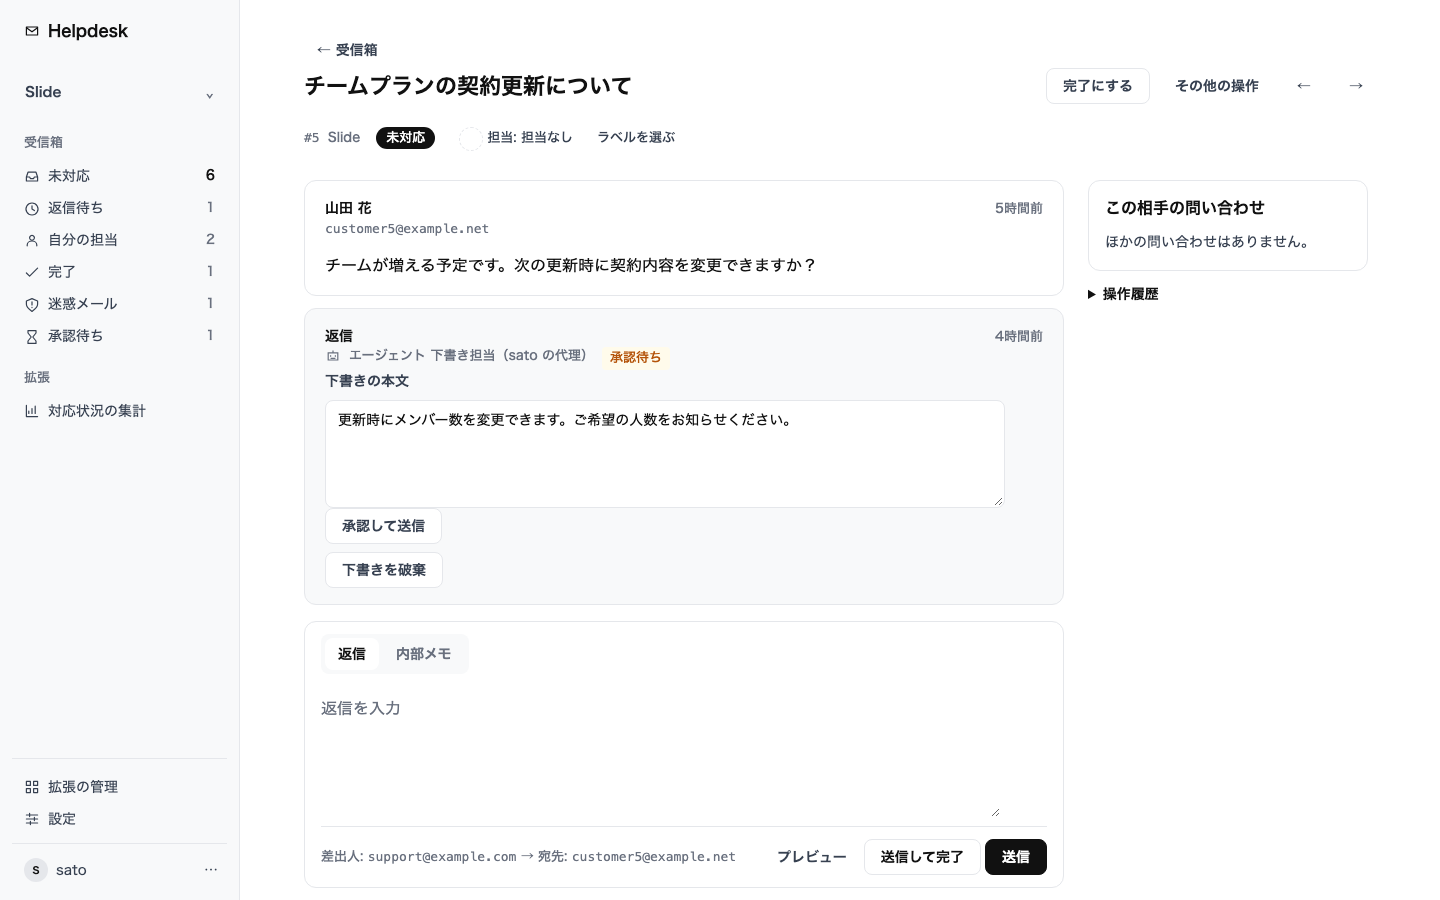 Helpdesk
Slide
受信箱
未対応 6
返信待ち 1
自分の担当 2
完了 1
迷惑メール 1
承認待ち 1
拡張
対応状況の集計
拡張の管理
設定
S sato ···
← 受信箱
チームプランの契約更新について
完了にする その他の操作 ← →
#5 Slide 未対応 担当: 担当なし ラベルを選ぶ
山田 花 5時間前
customer5@example.net
チームが増える予定です。次の更新時に契約内容を変更できますか？
返信 4時間前
エージェント 下書き担当（sato の代理） 承認待ち
下書きの本文
更新時にメンバー数を変更できます。ご希望の人数をお知らせください。
承認して送信
下書きを破棄
返信 内部メモ
返信を入力
差出人: support@example.com → 宛先: customer5@example.net プレビュー 送信して完了 送信
この相手の問い合わせ
ほかの問い合わせはありません。
▶ 操作履歴